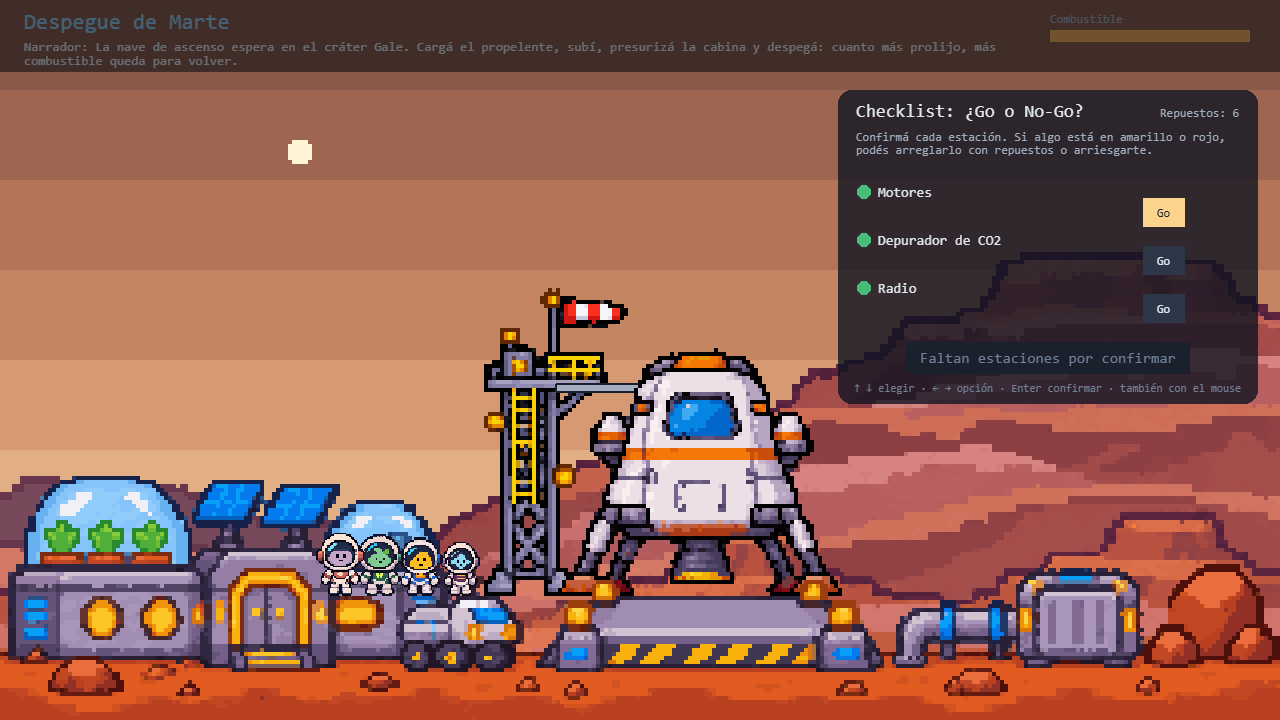 Despegue de Marte
Combustible
Narrador: La nave de ascenso espera en el cráter Gale. Cargá el propelente, subí, presurizá la cabina y despegá: cuanto más prolijo, más
combustible queda para volver.
Checklist: ¿Go o No-Go?
Repuestos: 6
Confirmá cada estación. Si algo está en amarillo o rojo,
podés arreglarlo con repuestos o arriesgarte.
Motores
Go
Depurador de CO2
Go
Radio
Go
Faltan estaciones por confirmar
↑ ↓ elegir · ← → opción · Enter confirmar · también con el mouse